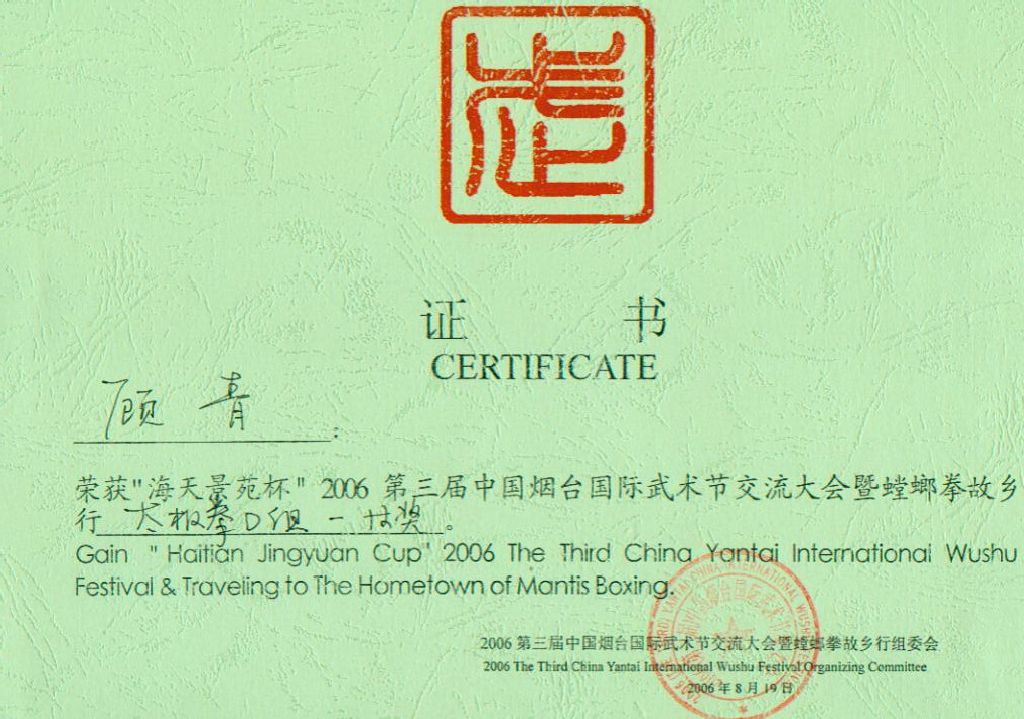 证 书
CERTIFICATE
顾 青 :
荣获"海天景苑杯" 2006 第三届中国烟台国际武术节交流大会暨螳螂拳故乡
行 太极拳D组 一等奖 。
Gain "Haitian Jingyuan Cup" 2006 The Third China Yantai International Wushu
Festival & Traveling to The Hometown of Mantis Boxing.
2006 第三届中国烟台国际武术节交流大会暨螳螂拳故乡行组委会
2006 The Third China Yantai International Wushu Festival Organizing Committee
2006 年 8 月 19 日